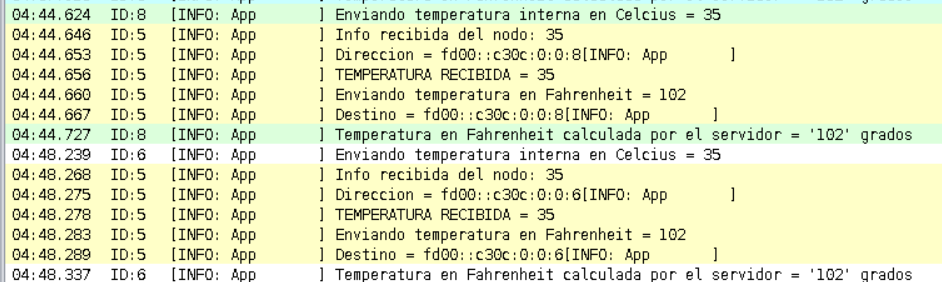 04:44.624 ID:8 [INFO: App ] Enviando temperatura interna en Celcius = 35
04:44.646 ID:5 [INFO: App ] Info recibida del nodo: 35
04:44.653 ID:5 [INFO: App ] Direccion = fd00::c30c:0:0:8[INFO: App ]
04:44.656 ID:5 [INFO: App ] TEMPERATURA RECIBIDA = 35
04:44.660 ID:5 [INFO: App ] Enviando temperatura en Fahrenheit = 102
04:44.667 ID:5 [INFO: App ] Destino = fd00::c30c:0:0:8[INFO: App ]
04:44.727 ID:8 [INFO: App ] Temperatura en Fahrenheit calculada por el servidor = '102' grados
04:48.239 ID:6 [INFO: App ] Enviando temperatura interna en Celcius = 35
04:48.268 ID:5 [INFO: App ] Info recibida del nodo: 35
04:48.275 ID:5 [INFO: App ] Direccion = fd00::c30c:0:0:6[INFO: App ]
04:48.278 ID:5 [INFO: App ] TEMPERATURA RECIBIDA = 35
04:48.283 ID:5 [INFO: App ] Enviando temperatura en Fahrenheit = 102
04:48.289 ID:5 [INFO: App ] Destino = fd00::c30c:0:0:6[INFO: App ]
04:48.337 ID:6 [INFO: App ] Temperatura en Fahrenheit calculada por el servidor = '102' grados